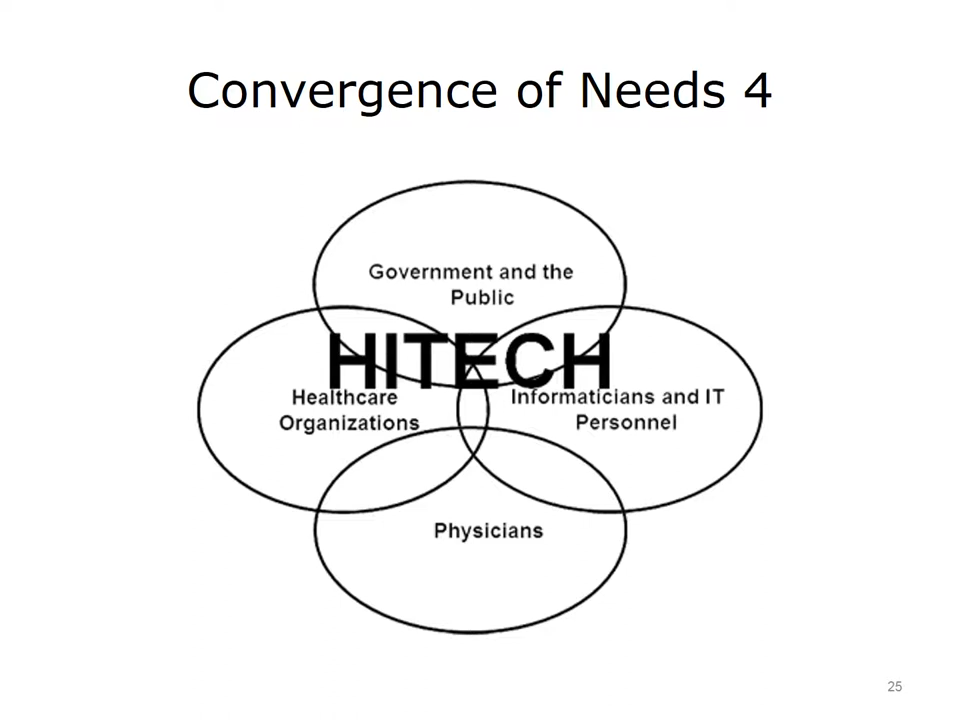 Convergence of Needs 4
Government and the
Public
HITECH
Healthcare
Organizations
Informaticians and IT
Personnel
Physicians
25